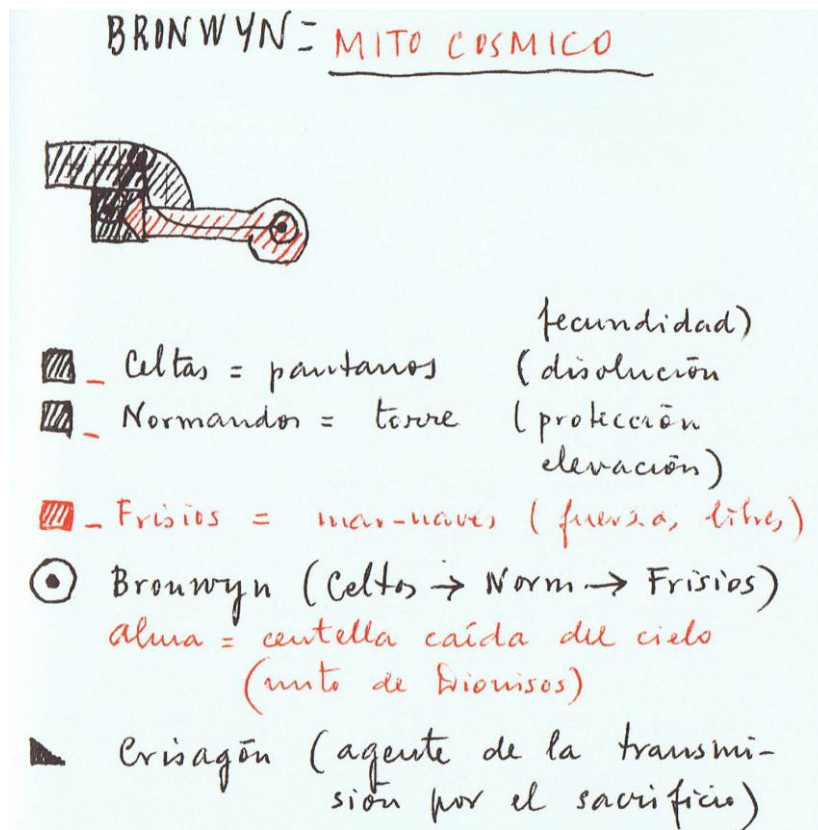 BRONWYN = MITO COSMICO
fecundidad)
Celtas = pantanos (disolución
Normandos = torre (protección
elevación)
Frisios = mar-naves (fuerza, libres)
Bronwyn (Celtas → Norm → Frisios)
alma = centella caída del cielo
(mito de Dionisos)
Crisagón (agente de la transmi-
sión por el sacrificio)